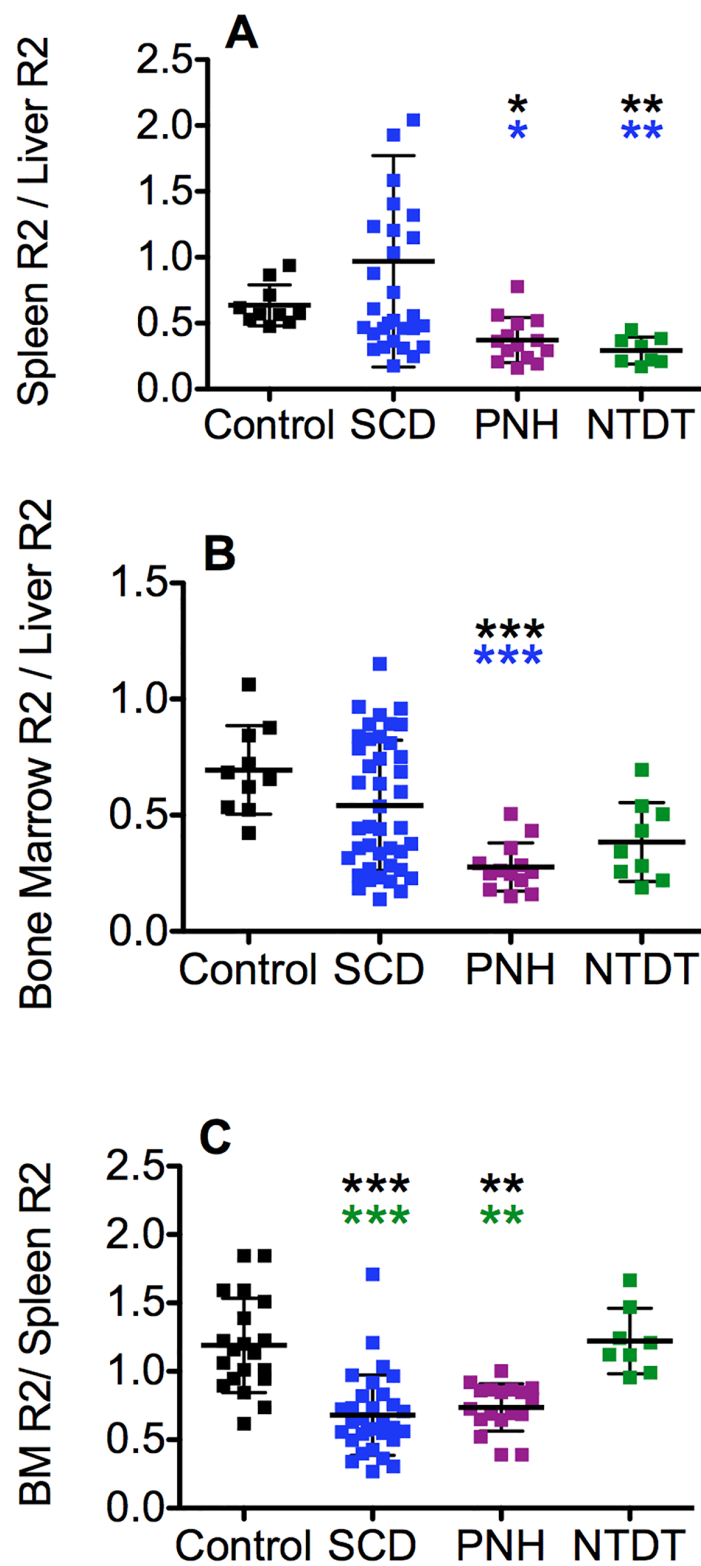 A
Spleen R2 / Liver R2
2.5
2.0
1.5
1.0
0.5
0.0
* **
* **
Control SCD PNH NTDT
B
Bone Marrow R2 / Liver R2
1.5
1.0
0.5
0.0
***
***
Control SCD PNH NTDT
C
BM R2/ Spleen R2
2.5
2.0
1.5
1.0
0.5
0.0
*** **
*** **
Control SCD PNH NTDT